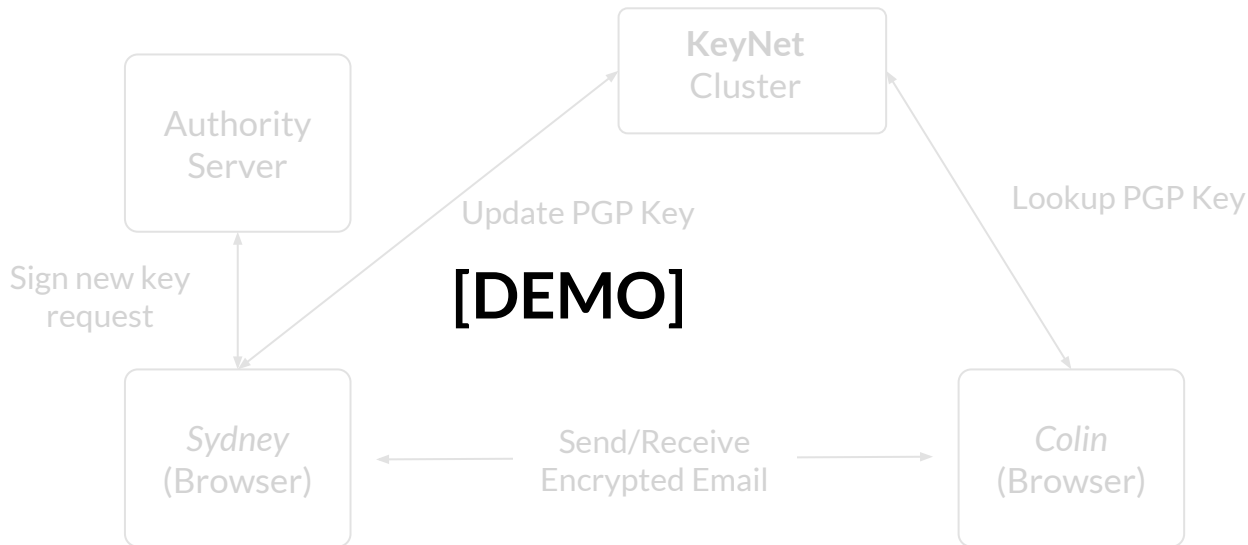 KeyNet
Cluster
Authority
Server
Lookup PGP Key
Update PGP Key
Sign new key
request
[DEMO]
Sydney
(Browser)
Send/Receive
Encrypted Email
Colin
(Browser)